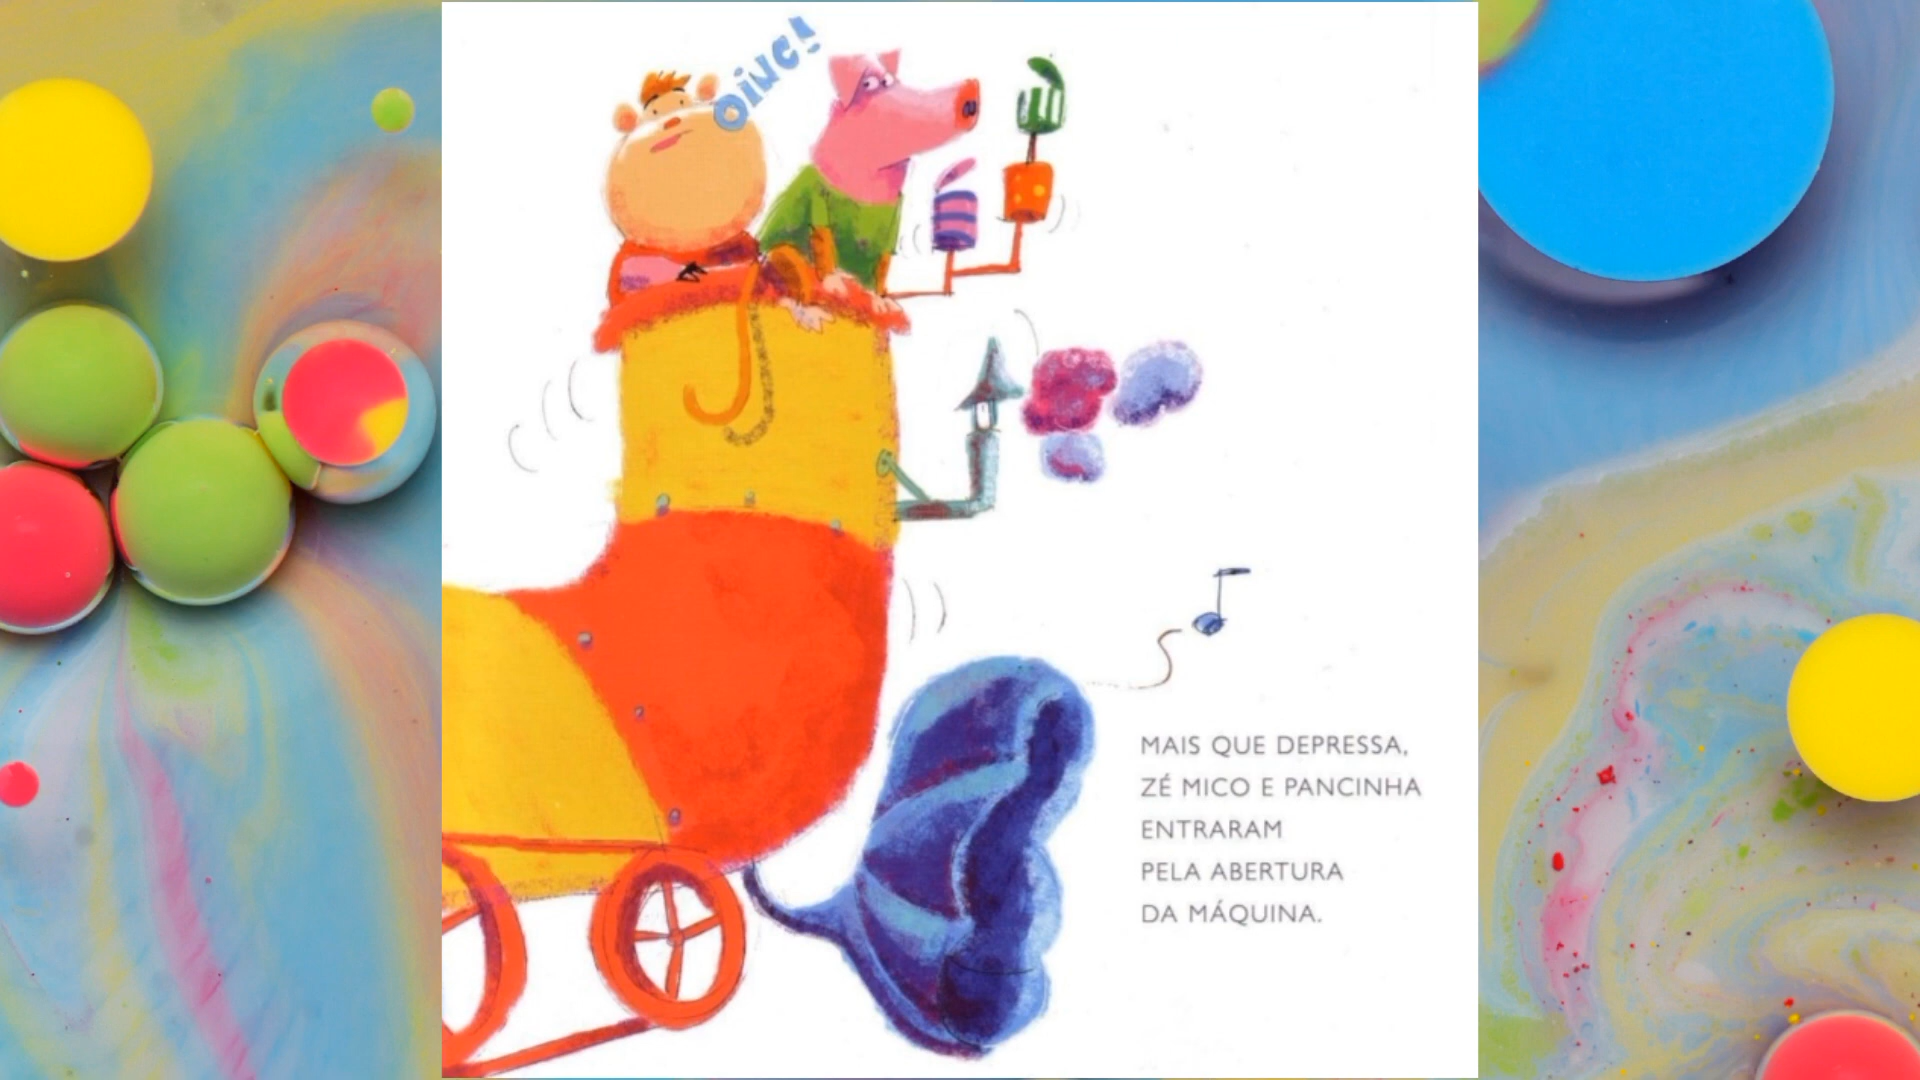 OINC!
MAIS QUE DEPRESSA,
ZÉ MICO E PANCINHA
ENTRARAM
PELA ABERTURA
DA MÁQUINA.